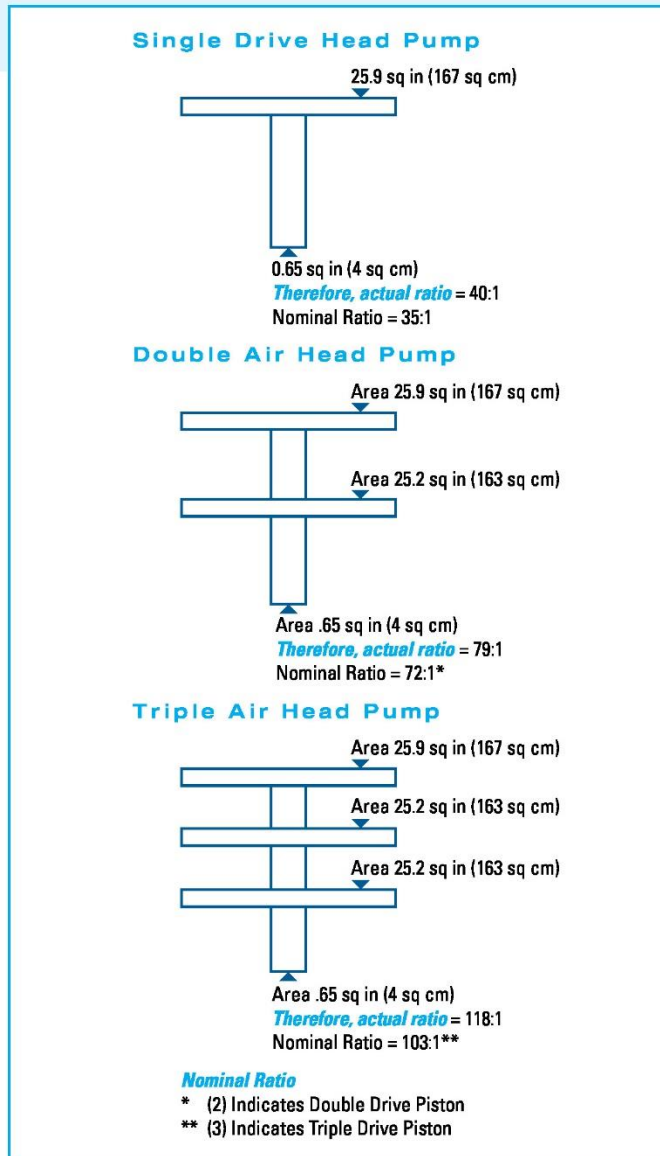 Single Drive Head Pump
25.9 sq in (167 sq cm)
0.65 sq in (4 sq cm)
Therefore, actual ratio = 40:1
Nominal Ratio = 35:1
Double Air Head Pump
Area 25.9 sq in (167 sq cm)
Area 25.2 sq in (163 sq cm)
Area .65 sq in (4 sq cm)
Therefore, actual ratio = 79:1
Nominal Ratio = 72:1*
Triple Air Head Pump
Area 25.9 sq in (167 sq cm)
Area 25.2 sq in (163 sq cm)
Area 25.2 sq in (163 sq cm)
Area .65 sq in (4 sq cm)
Therefore, actual ratio = 118:1
Nominal Ratio = 103:1**
Nominal Ratio
* (2) Indicates Double Drive Piston
** (3) Indicates Triple Drive Piston